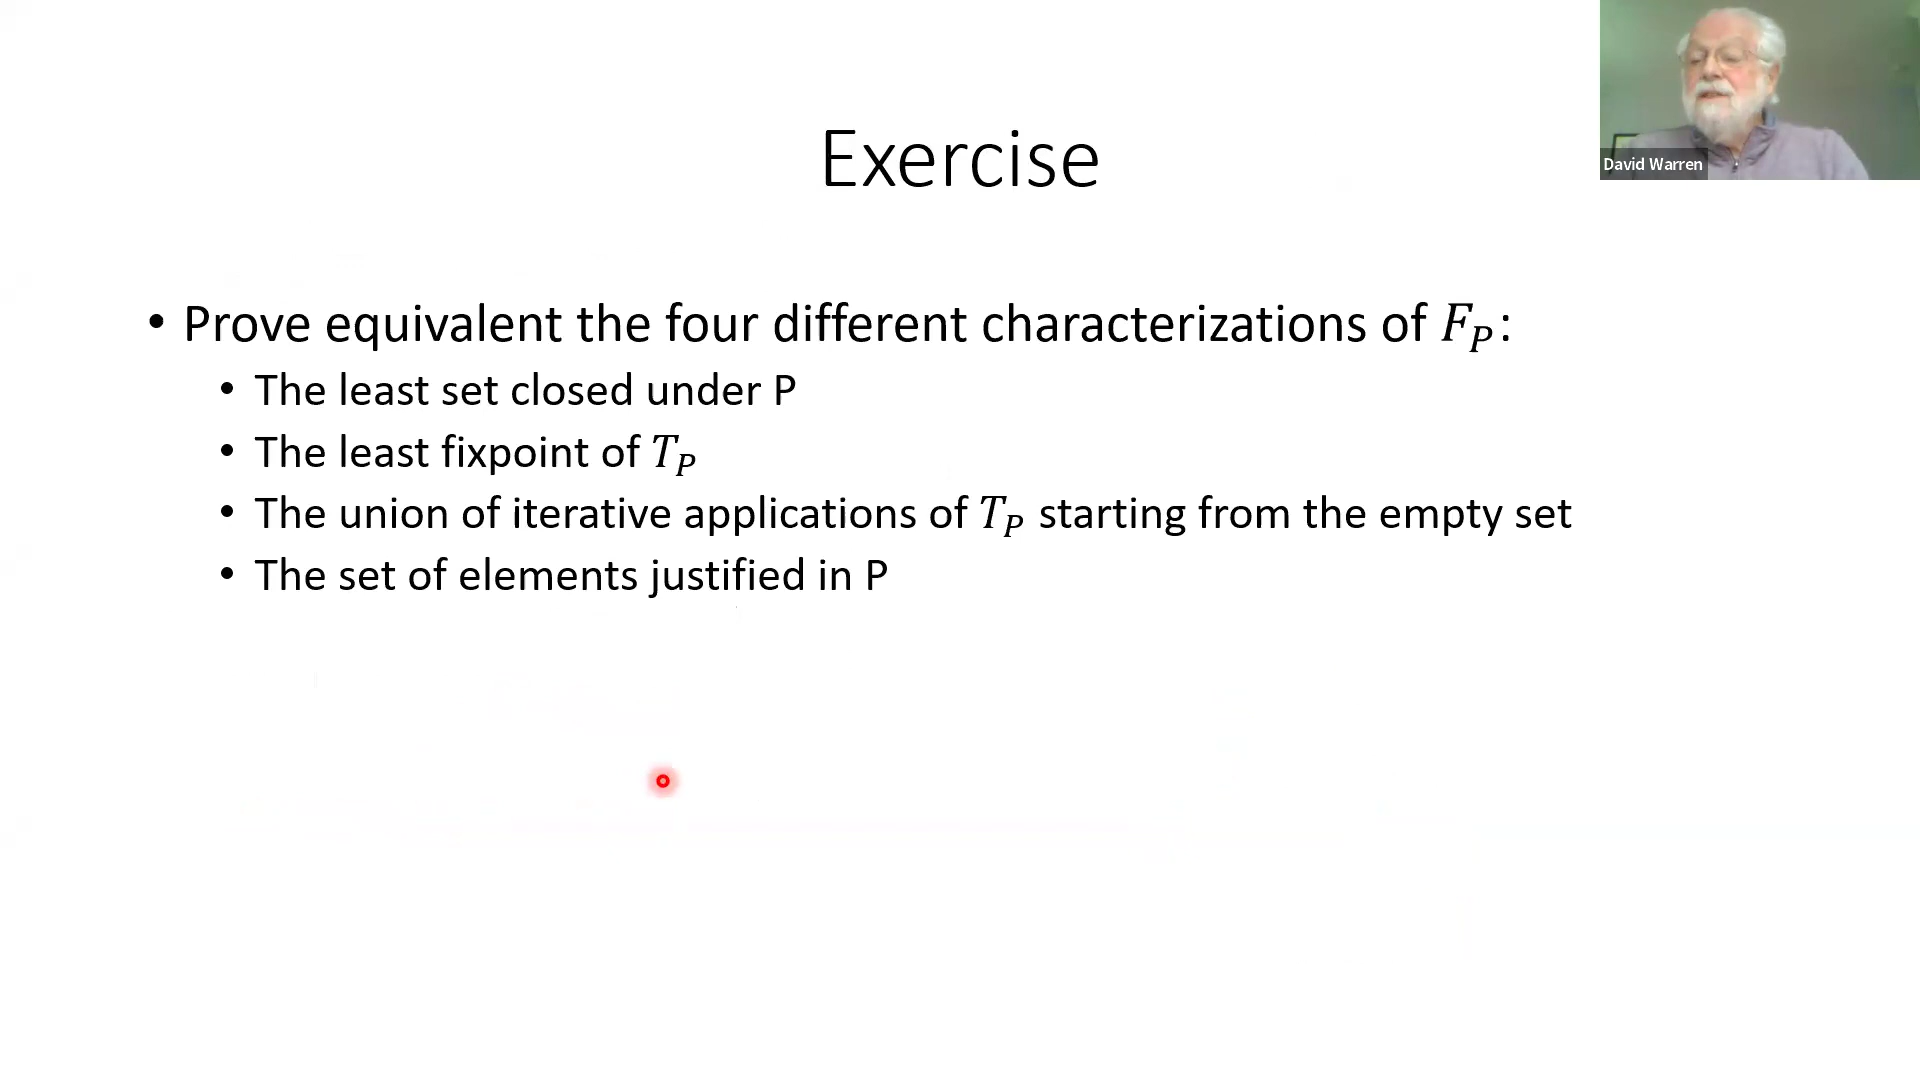 Exercise
David Warren
• Prove equivalent the four different characterizations of $F_P$:
• The least set closed under P
• The least fixpoint of $T_P$
• The union of iterative applications of $T_P$ starting from the empty set
• The set of elements justified in P